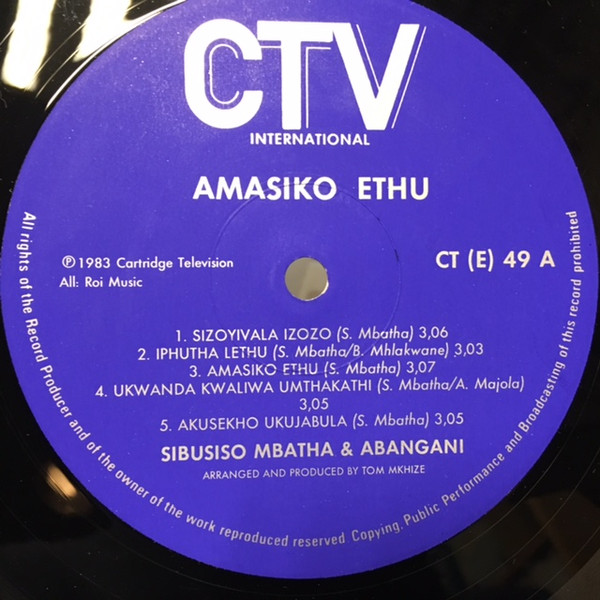 CTV
INTERNATIONAL
AMASIKO ETHU
Ⓟ 1983 Cartridge Television
All: Roi Music
CT (E) 49 A
1. SIZOYIVALA IZOZO (S. Mbatha) 3,06
2. IPHUTHA LETHU (S. Mbatha/B. Mhlakwane) 3,03
3. AMASIKO ETHU (S. Mbatha) 3,07
4. UKWANDA KWALIWA UMTHAKATHI (S. Mbatha/A. Majola)
3,05
5. AKUSEKHO UKUJABULA (S. Mbatha) 3,05
SIBUSISO MBATHA & ABANGANI
ARRANGED AND PRODUCED BY TOM MKHIZE
All rights of the Record Producer and of the owner of the work reproduced reserved Copying, Public Performance and Broadcasting of this record prohibited